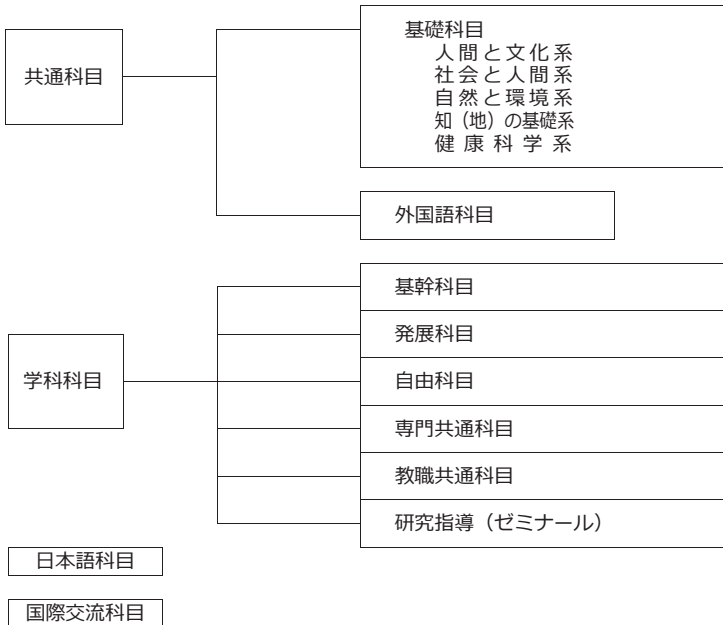 共通科目
基礎科目
人間と文化系
社会と人間系
自然と環境系
知（地）の基礎系
健康科学系
外国語科目
学科科目
基幹科目
発展科目
自由科目
専門共通科目
教職共通科目
研究指導（ゼミナール）
日本語科目
国際交流科目